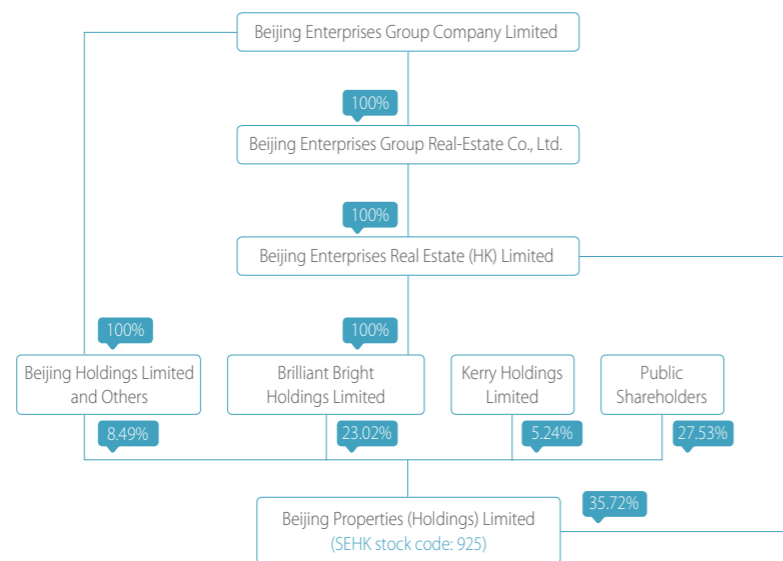 Beijing Enterprises Group Company Limited
100%
Beijing Enterprises Group Real-Estate Co., Ltd.
100%
Beijing Enterprises Real Estate (HK) Limited
100%
100%
Beijing Holdings Limited
and Others
Brilliant Bright
Holdings Limited
Kerry Holdings
Limited
Public
Shareholders
8.49%
23.02%
5.24%
27.53%
Beijing Properties (Holdings) Limited
(SEHK stock code: 925)
35.72%